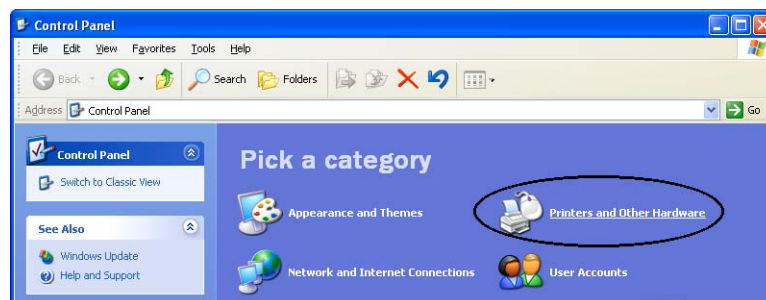 Control Panel
File Edit View Favorites Tools Help
Back Search Folders
Address Control Panel Go
Control Panel
Switch to Classic View
See Also
Windows Update
Help and Support
Pick a category
Appearance and Themes
Printers and Other Hardware
Network and Internet Connections
User Accounts